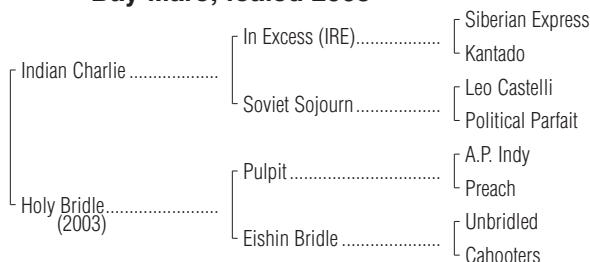 Bay Mare, foaled
Siberian Express
In Excess (IRE)...................
Kantado
Indian Charlie ....................
Leo Castelli
Soviet Sojourn...................
Political Parfait
A.P. Indy
Pulpit..................................
Preach
Holy Bridle.........................
(2003)
Unbridled
Eishin Bridle ......................
Cahooters